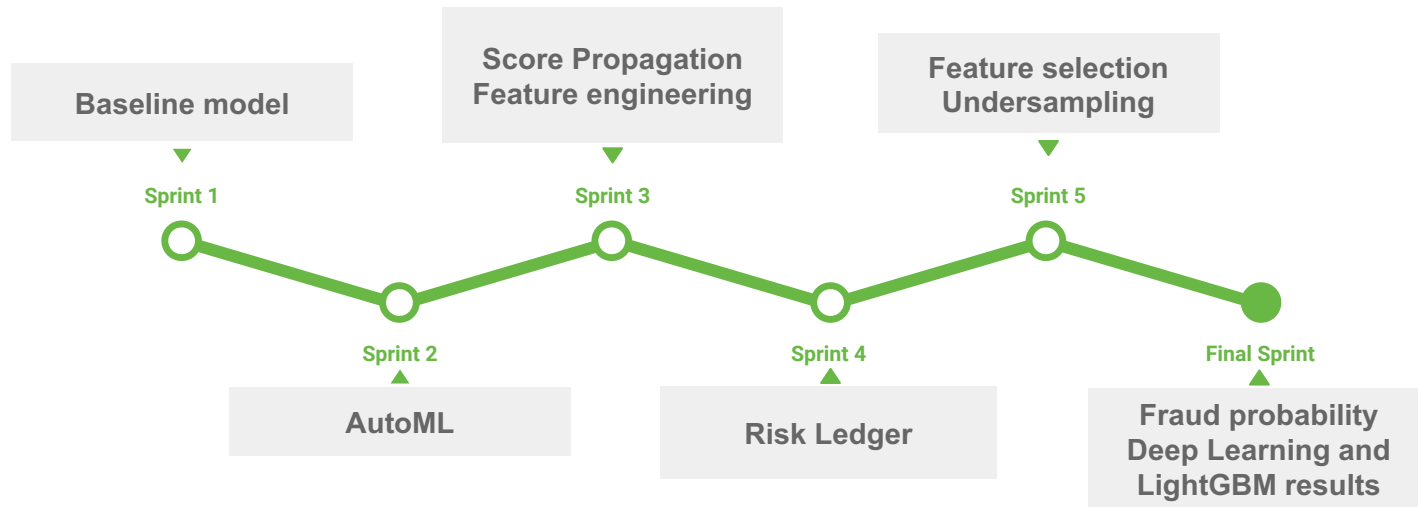 Baseline model
Sprint 1
Sprint 2
AutoML
Score Propagation
Feature engineering
Sprint 3
Sprint 4
Risk Ledger
Feature selection
Undersampling
Sprint 5
Final Sprint
Fraud probability
Deep Learning and
LightGBM results